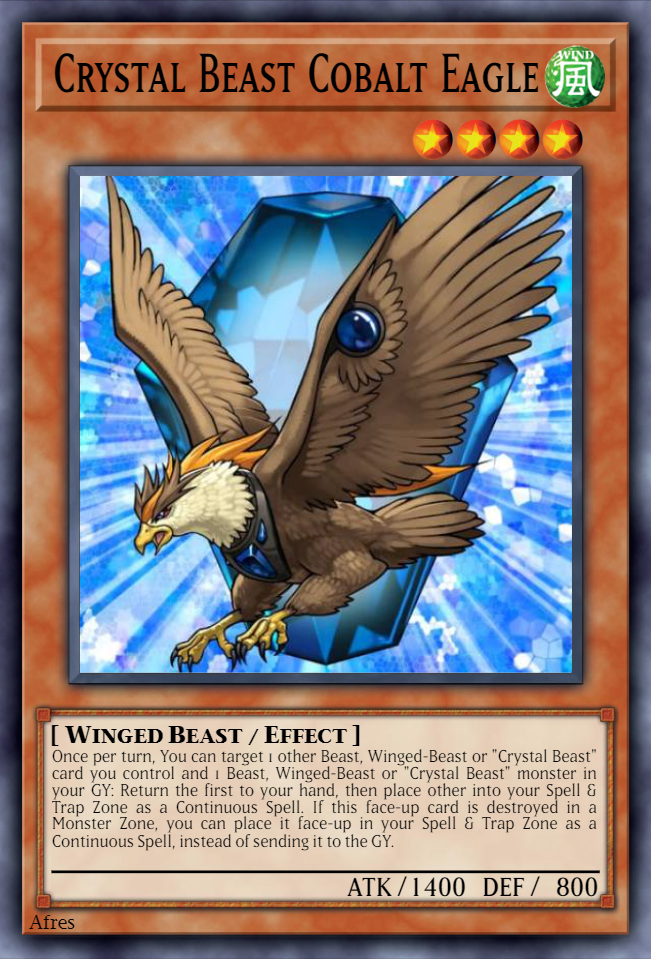 Crystal Beast Cobalt Eagle
WIND
風
[ Winged Beast / Effect ]
Once per turn, You can target 1 other Beast, Winged-Beast or "Crystal Beast"
card you control and 1 Beast, Winged-Beast or "Crystal Beast" monster in
your GY: Return the first to your hand, then place other into your Spell &
Trap Zone as a Continuous Spell. If this face-up card is destroyed in a
Monster Zone, you can place it face-up in your Spell & Trap Zone as a
Continuous Spell, instead of sending it to the GY.
ATK / 1400 DEF / 800
Afres